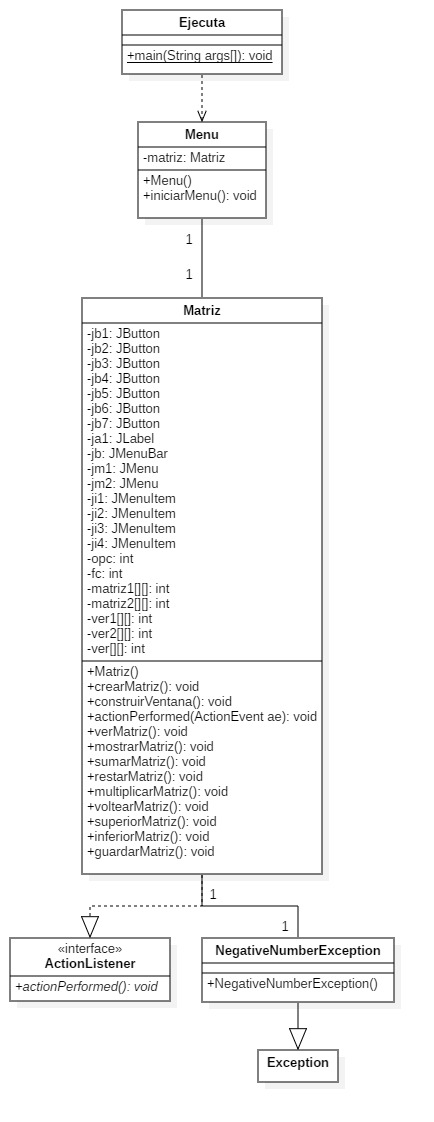 Ejecuta
+main(String args[]): void
Menu
-matriz: Matriz
+Menu()
+iniciarMenu(): void
1
1
Matriz
-jb1: JButton
-jb2: JButton
-jb3: JButton
-jb4: JButton
-jb5: JButton
-jb6: JButton
-jb7: JButton
-ja1: JLabel
-jb: JMenuBar
-jm1: JMenu
-jm2: JMenu
-ji1: JMenuItem
-ji2: JMenuItem
-ji3: JMenuItem
-ji4: JMenuItem
-opc: int
-fc: int
-matriz1[][]: int
-matriz2[][]: int
-ver1[][]: int
-ver2[][]: int
-ver[][]: int
+Matriz()
+crearMatriz(): void
+construirVentana(): void
+actionPerformed(ActionEvent ae): void
+verMatriz(): void
+mostrarMatriz(): void
+sumarMatriz(): void
+restarMatriz(): void
+multiplicarMatriz(): void
+voltearMatriz(): void
+superiorMatriz(): void
+inferiorMatriz(): void
+guardarMatriz(): void
1
1
«interface»
ActionListener
+actionPerformed(): void
NegativeNumberException
+NegativeNumberException()
Exception